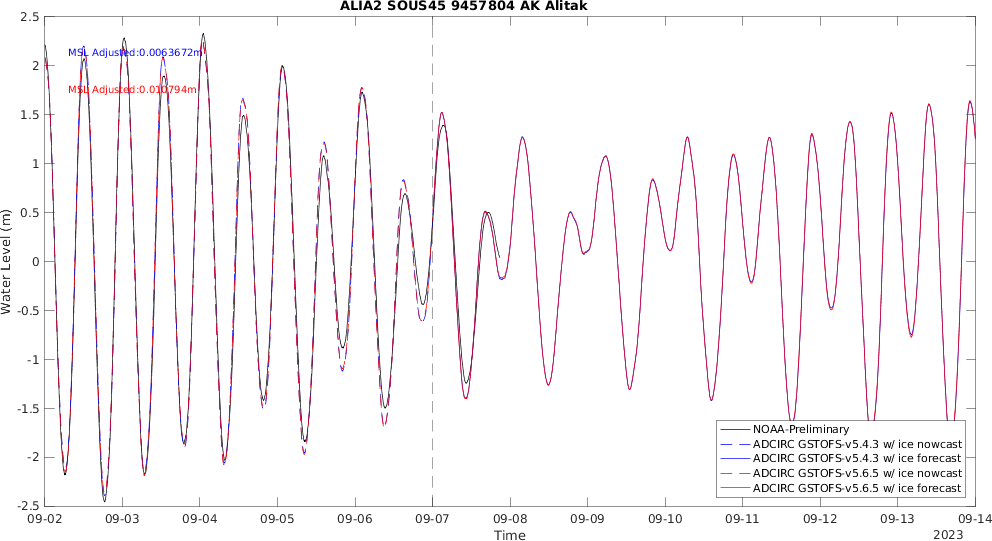 ALIA2 SOUS45 9457804 AK Alitak
2.5
2
1.5
1
0.5
0
-0.5
-1
-1.5
-2
-2.5
Water Level (m)
MSL Adjusted:0.0063672m
MSL Adjusted:0.010794m
NOAA-Preliminary
ADCIRC GSTOFS-v5.4.3 w/ ice nowcast
ADCIRC GSTOFS-v5.4.3 w/ ice forecast
ADCIRC GSTOFS-v5.6.5 w/ ice nowcast
ADCIRC GSTOFS-v5.6.5 w/ ice forecast
09-02 09-03 09-04 09-05 09-06 09-07 09-08 09-09 09-10 09-11 09-12 09-13 09-14
Time
2023